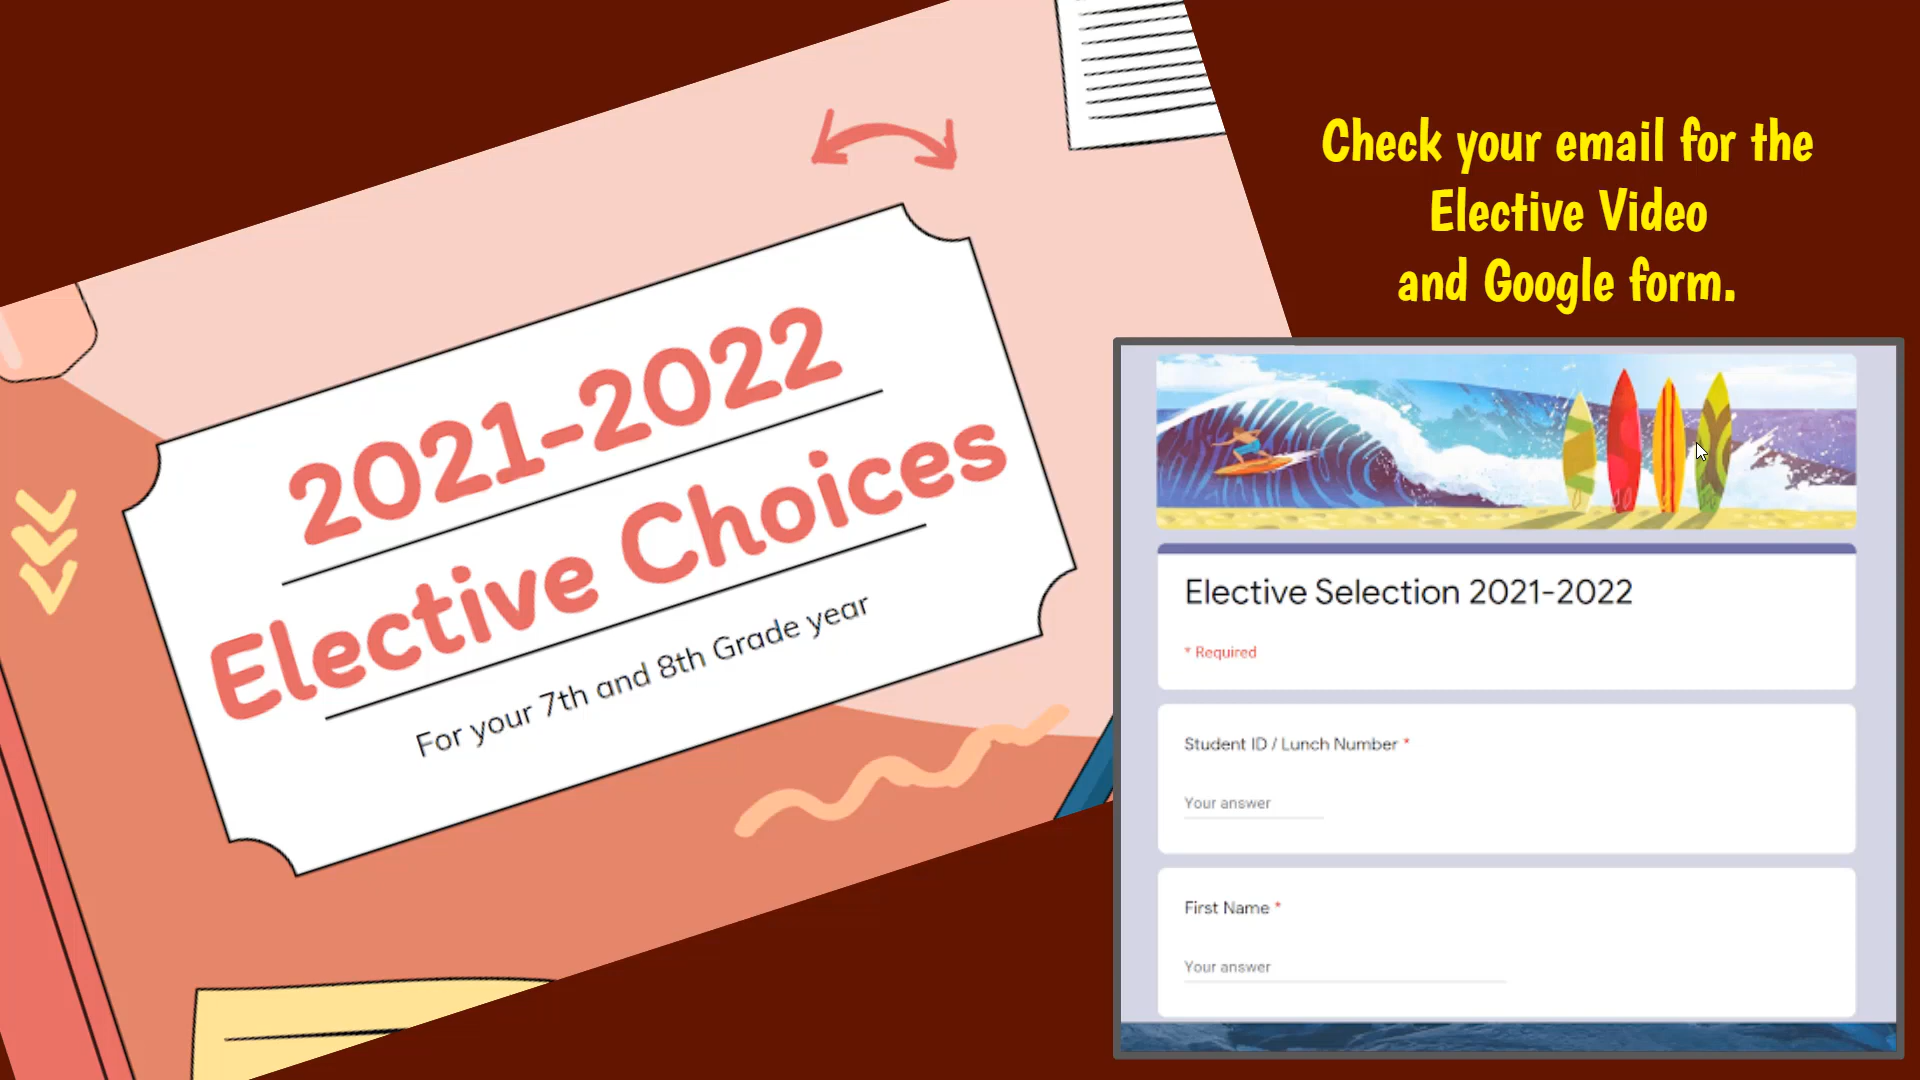 2021-2022
Elective Choices
For your 7th and 8th Grade year
Check your email for the
Elective Video
and Google form.
Elective Selection 2021-2022
* Required
Student ID / Lunch Number *
Your answer
First Name *
Your answer